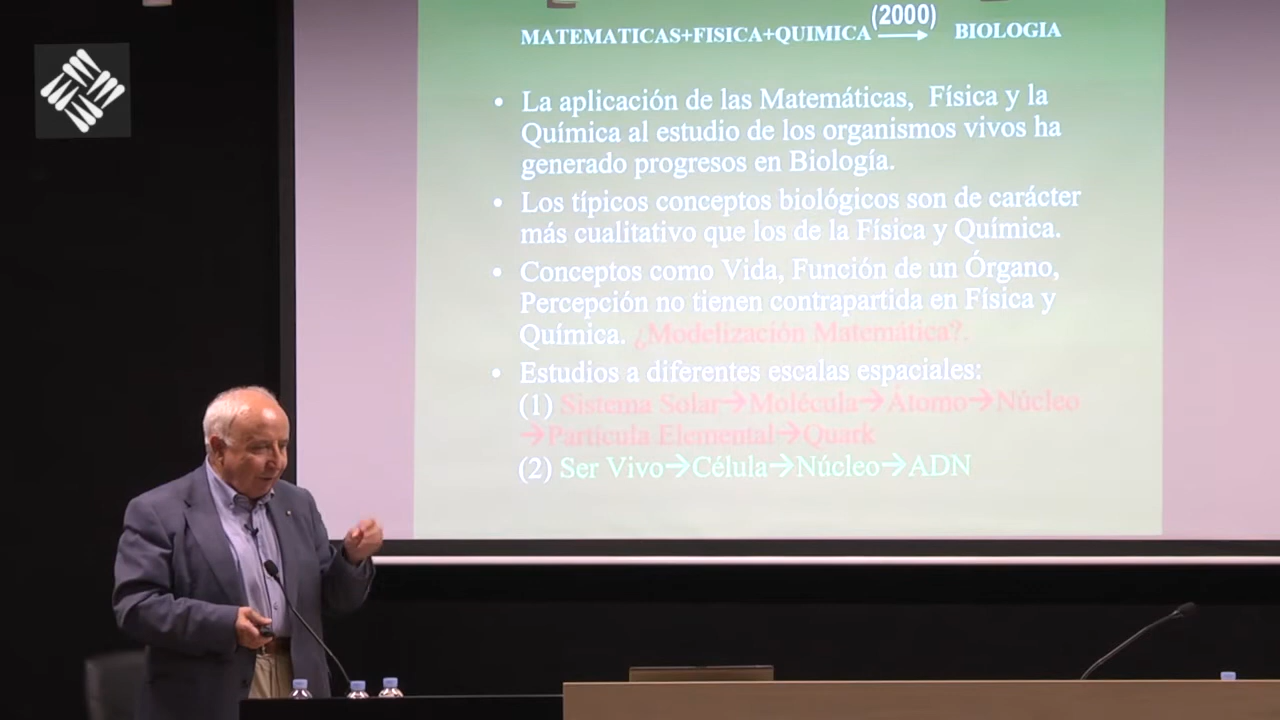 (2000)
MATEMATICAS+FISICA+QUIMICA → BIOLOGIA
• La aplicación de las Matemáticas, Física y la
Química al estudio de los organismos vivos ha
generado progresos en Biología.
• Los típicos conceptos biológicos son de carácter
más cualitativo que los de la Física y Química.
• Conceptos como Vida, Función de un Órgano,
Percepción no tienen contrapartida en Física y
Química. ¿Modelización Matemática?.
• Estudios a diferentes escalas espaciales:
(1) Sistema Solar→Molécula→Átomo→Núcleo
→Partícula Elemental→Quark
(2) Ser Vivo→Célula→Núcleo→ADN